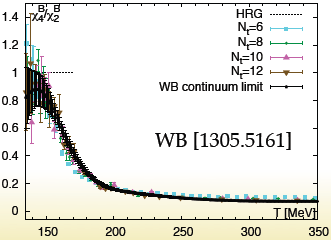 χ₄ᴮ/χ₂ᴮ
HRG
Nₜ=6
Nₜ=8
Nₜ=10
Nₜ=12
WB continuum limit
WB [1305.5161]
1.4
1.2
1
0.8
0.6
0.4
0.2
0
150
200
250
300
350
T [MeV]